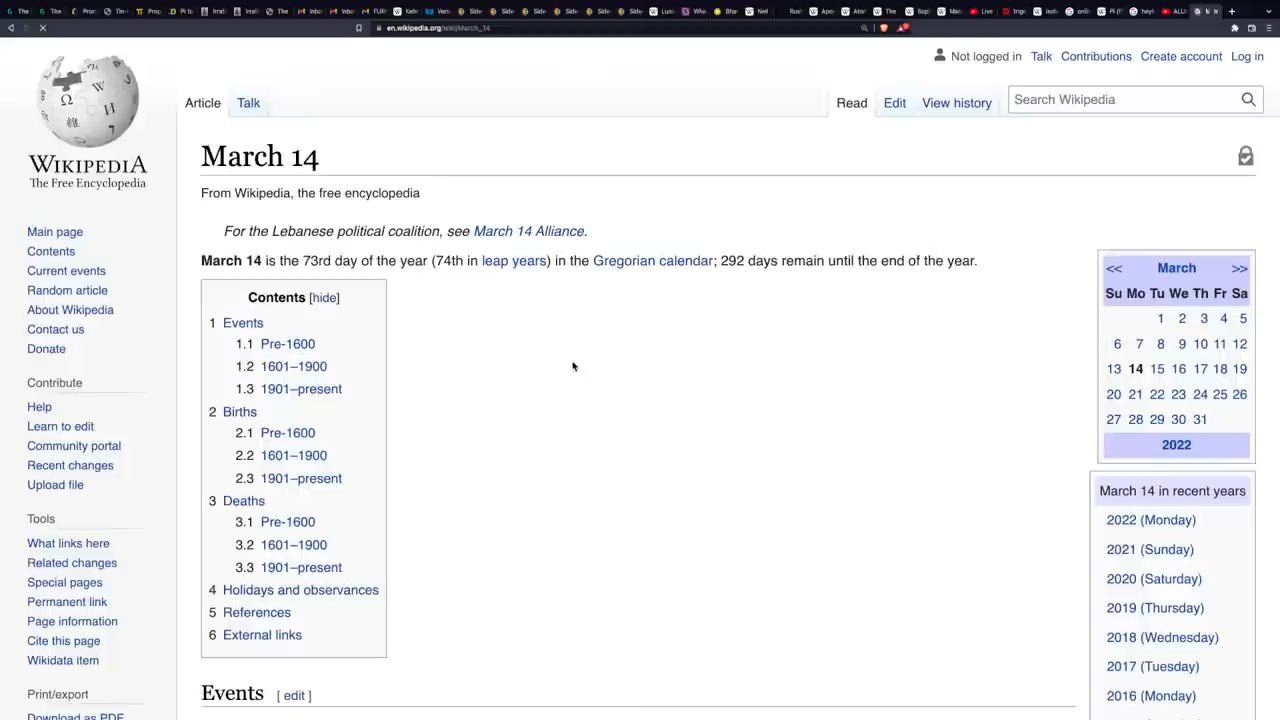 en.wikipedia.org/wiki/March_14
Not logged in Talk Contributions Create account Log in
Article Talk Read Edit View history Search Wikipedia
WIKIPEDIA
The Free Encyclopedia
March 14
From Wikipedia, the free encyclopedia
For the Lebanese political coalition, see March 14 Alliance.
March 14 is the 73rd day of the year (74th in leap years) in the Gregorian calendar; 292 days remain until the end of the year.
Main page
Contents
Current events
Random article
About Wikipedia
Contact us
Donate
Contribute
Help
Learn to edit
Community portal
Recent changes
Upload file
Tools
What links here
Related changes
Special pages
Permanent link
Page information
Cite this page
Wikidata item
Print/export
Download as PDF
Contents [hide]
1 Events
1.1 Pre-1600
1.2 1601–1900
1.3 1901–present
2 Births
2.1 Pre-1600
2.2 1601–1900
2.3 1901–present
3 Deaths
3.1 Pre-1600
3.2 1601–1900
3.3 1901–present
4 Holidays and observances
5 References
6 External links
Events [ edit ]
<< March >>
Su Mo Tu We Th Fr Sa
1 2 3 4 5
6 7 8 9 10 11 12
13 14 15 16 17 18 19
20 21 22 23 24 25 26
27 28 29 30 31
2022
March 14 in recent years
2022 (Monday)
2021 (Sunday)
2020 (Saturday)
2019 (Thursday)
2018 (Wednesday)
2017 (Tuesday)
2016 (Monday)